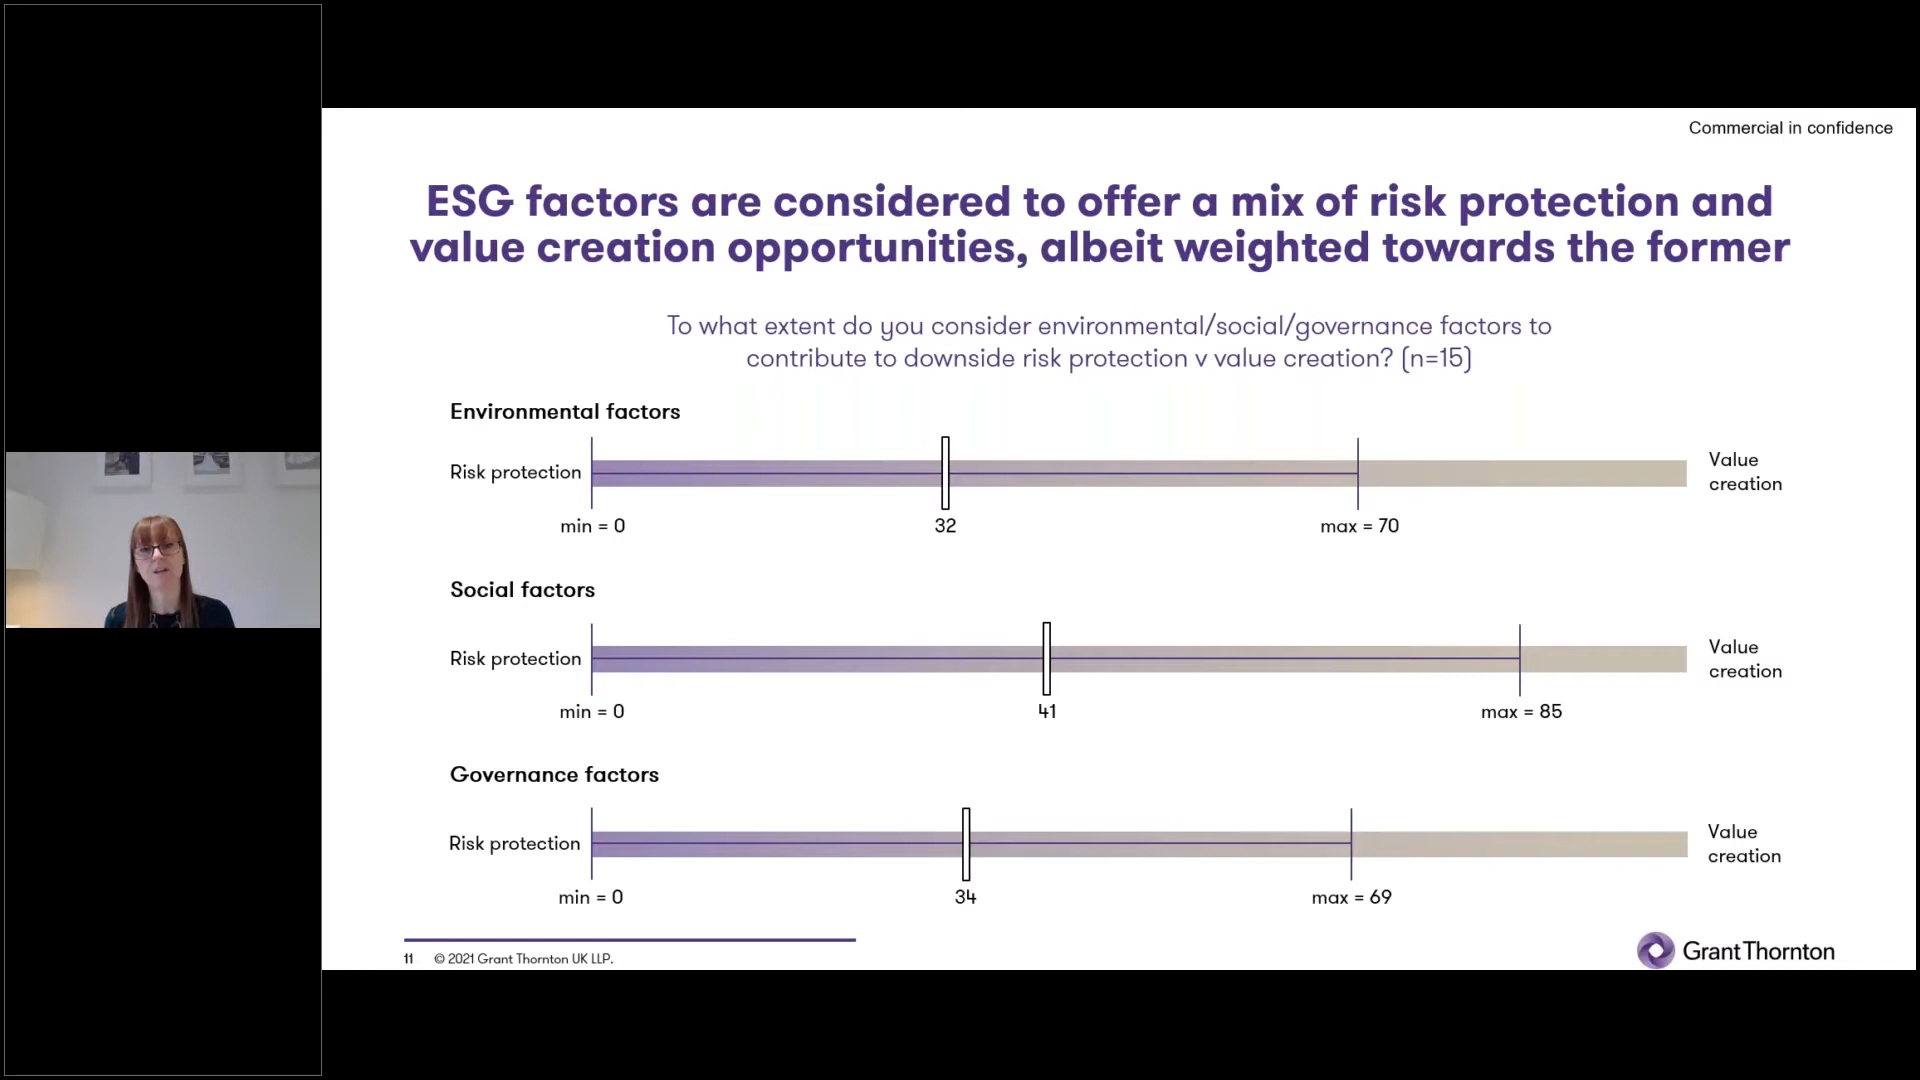 Commercial in confidence
ESG factors are considered to offer a mix of risk protection and
value creation opportunities, albeit weighted towards the former
To what extent do you consider environmental/social/governance factors to
contribute to downside risk protection v value creation? (n=15)
Environmental factors
Risk protection
Value
creation
min = 0
32
max = 70
Social factors
Risk protection
Value
creation
min = 0
41
max = 85
Governance factors
Risk protection
Value
creation
min = 0
34
max = 69
11 © 2021 Grant Thornton UK LLP.
GrantThornton